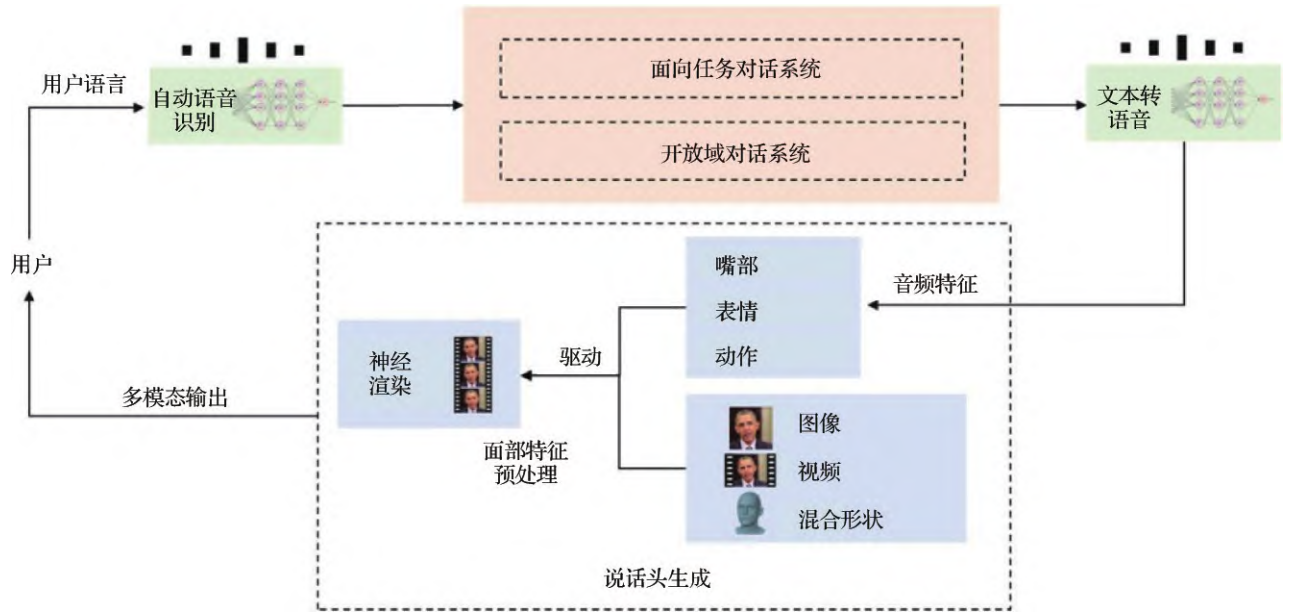 用户语言
自动语音
识别
面向任务对话系统
开放域对话系统
文本转
语音
用户
嘴部
表情
动作
音频特征
神经
渲染
驱动
多模态输出
面部特征
预处理
图像
视频
混合形状
说话头生成